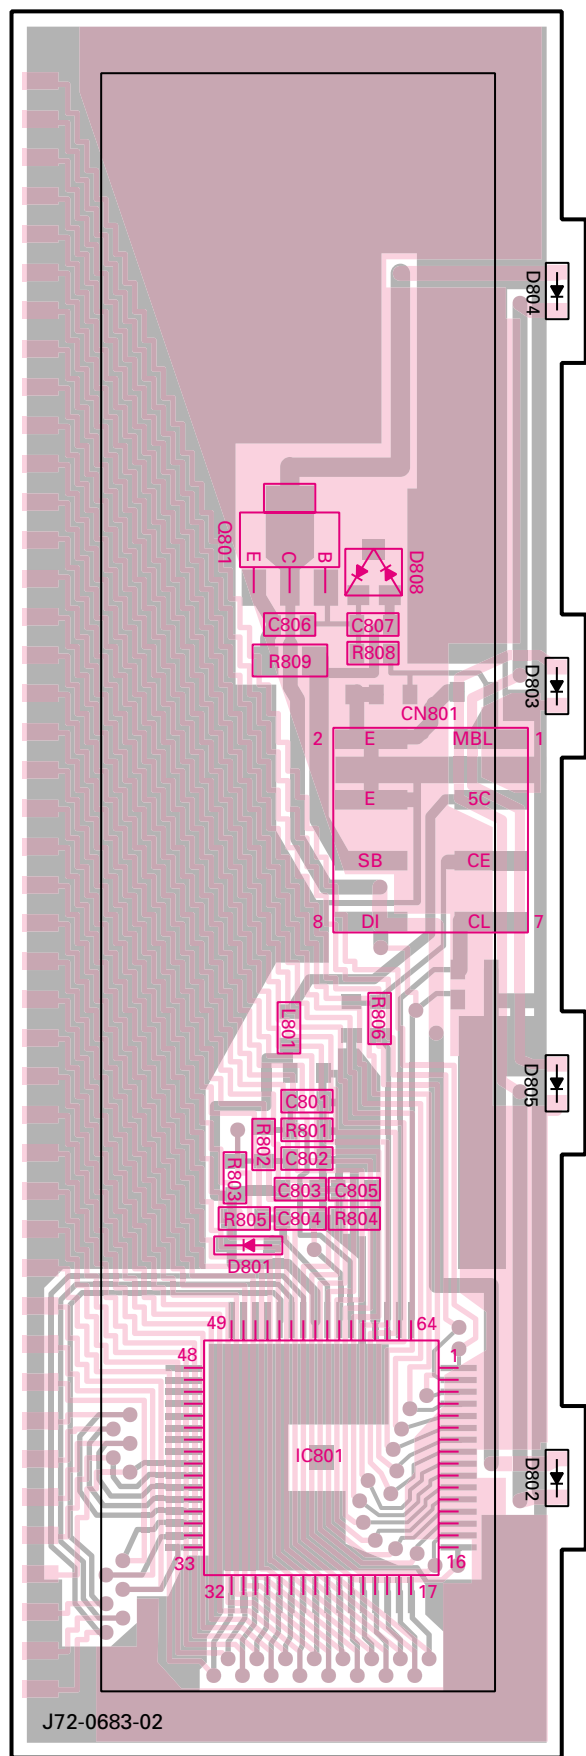 D804
Q801
E
C
B
D808
C806
C807
R809
R808
D803
CN801
2
E
MBL
1
E
5C
SB
CE
8
DI
CL
7
L801
R806
D805
C801
R802
R801
C802
R803
C803
C805
R805
C804
R804
D801
49
64
48
1
IC801
D802
33
16
32
17
J72-0683-02